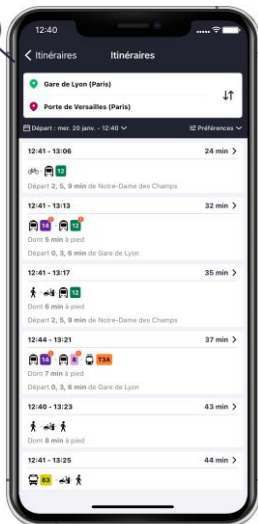 12:40
Itinéraires Itinéraires
Gare de Lyon (Paris)
Porte de Versailles (Paris)
Départ : mer. 20 janv. - 12:40 Préférences
12:41 - 13:06 24 min
12
Départ 2, 5, 9 min de Notre-Dame des Champs
12:41 - 13:13 32 min
14 12
Dont 5 min à pied
Départ 0, 3, 6 min de Gare de Lyon
12:41 - 13:17 35 min
12
Dont 6 min à pied
Départ 2, 5, 9 min de Notre-Dame des Champs
12:44 - 13:21 37 min
14 8 T3A
Dont 7 min à pied
Départ 0, 3, 6 min de Gare de Lyon
12:40 - 13:23 43 min
Dont 8 min à pied
12:41 - 13:25 44 min
63